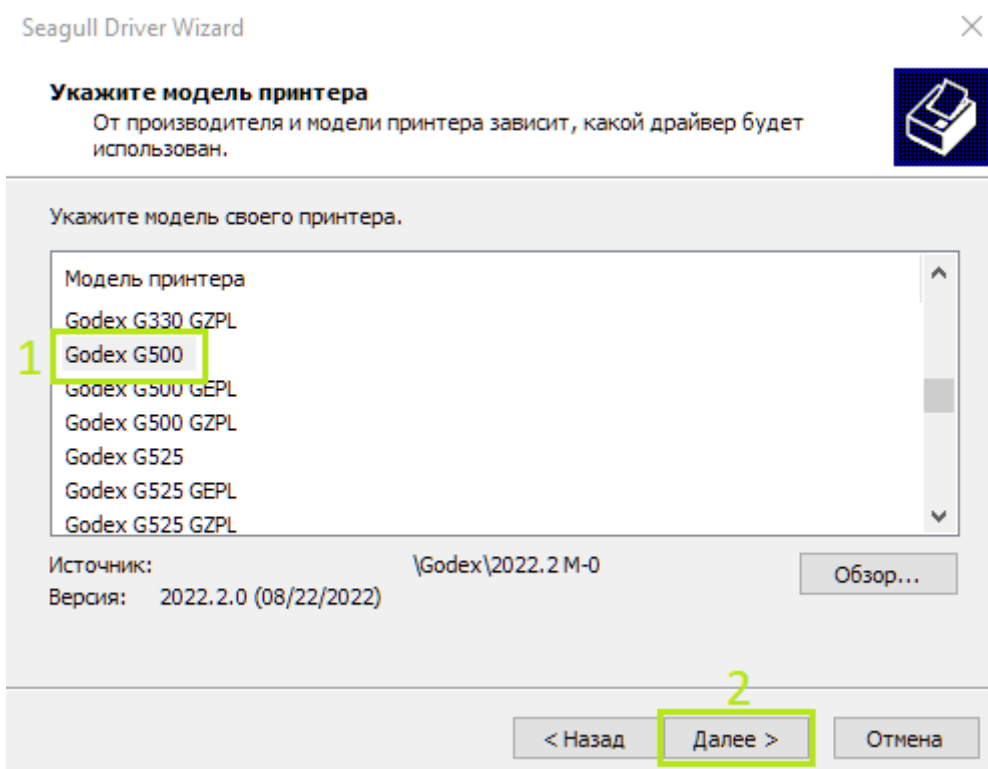 Seagull Driver Wizard
Укажите модель принтера
От производителя и модели принтера зависит, какой драйвер будет
использован.
Укажите модель своего принтера.
Модель принтера
Godex G330 GZPL
1
Godex G500
Godex G500 GEPL
Godex G500 GZPL
Godex G525
Godex G525 GEPL
Godex G525 GZPL
Источник: \Godex\2022.2 M-0
Обзор...
Версия: 2022.2.0 (08/22/2022)
2
< Назад Далее > Отмена